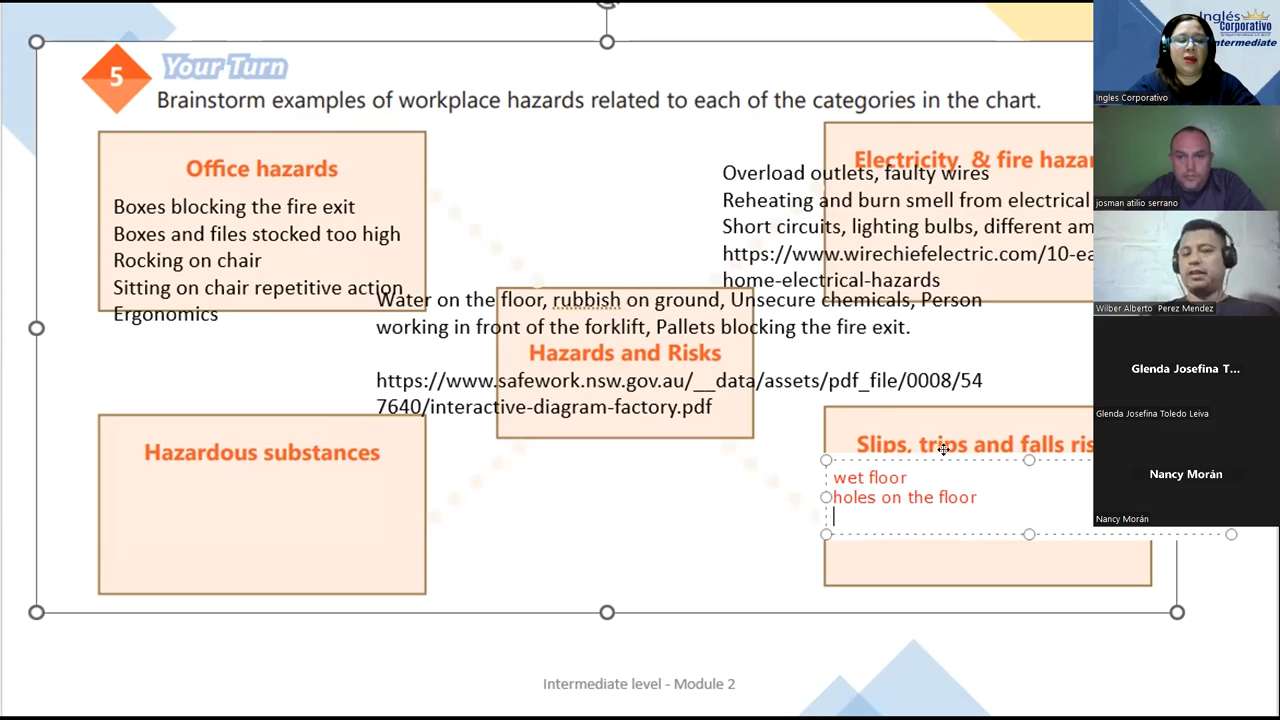 5
Your Turn
Brainstorm examples of workplace hazards related to each of the categories in the chart.
Office hazards
Boxes blocking the fire exit
Boxes and files stocked too high
Rocking on chair
Sitting on chair repetitive action
Ergonomics
Electricity & fire hazar
Overload outlets, faulty wires
Reheating and burn smell from electrical
Short circuits, lighting bulbs, different am
https://www.wirechiefelectric.com/10-ea
home-electrical-hazards
Water on the floor, rubbish on ground, Unsecure chemicals, Person
working in front of the forklift, Pallets blocking the fire exit.
Hazards and Risks
https://www.safework.nsw.gov.au/__data/assets/pdf_file/0008/54
7640/interactive-diagram-factory.pdf
Hazardous substances
Slips, trips and falls ris
wet floor
holes on the floor
Intermediate level - Module 2
Inglés
Corporativo
Intermediate
Ingles Corporativo
josman atilio serrano
Wilber Alberto Perez Mendez
Glenda Josefina T...
Glenda Josefina Toledo Leiva
Nancy Morán
Nancy Morán